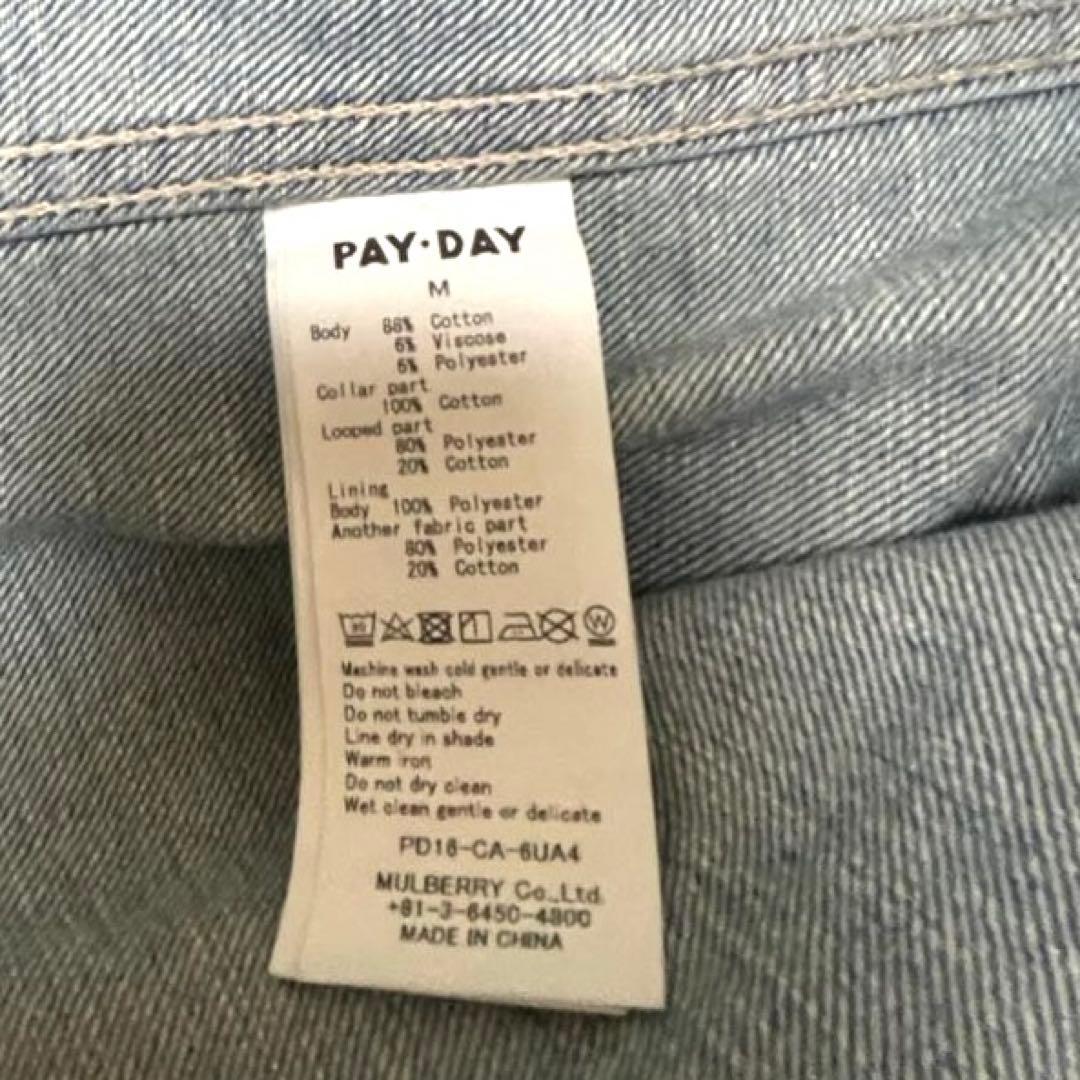 PAY·DAY
M
Body 88% Cotton
6% Viscose
6% Polyester
Collar part
100% Cotton
Looped part
80% Polyester
20% Cotton
Lining
Body 100% Polyester
Another fabric part
80% Polyester
20% Cotton
W
Machine wash cold gentle or delicate
Do not bleach
Do not tumble dry
Line dry in shade
Warm iron
Do not dry clean
Wet clean gentle or delicate
PD16-CA-6UA4
MULBERRY Co.,Ltd.
+81-3-6450-4800
MADE IN CHINA